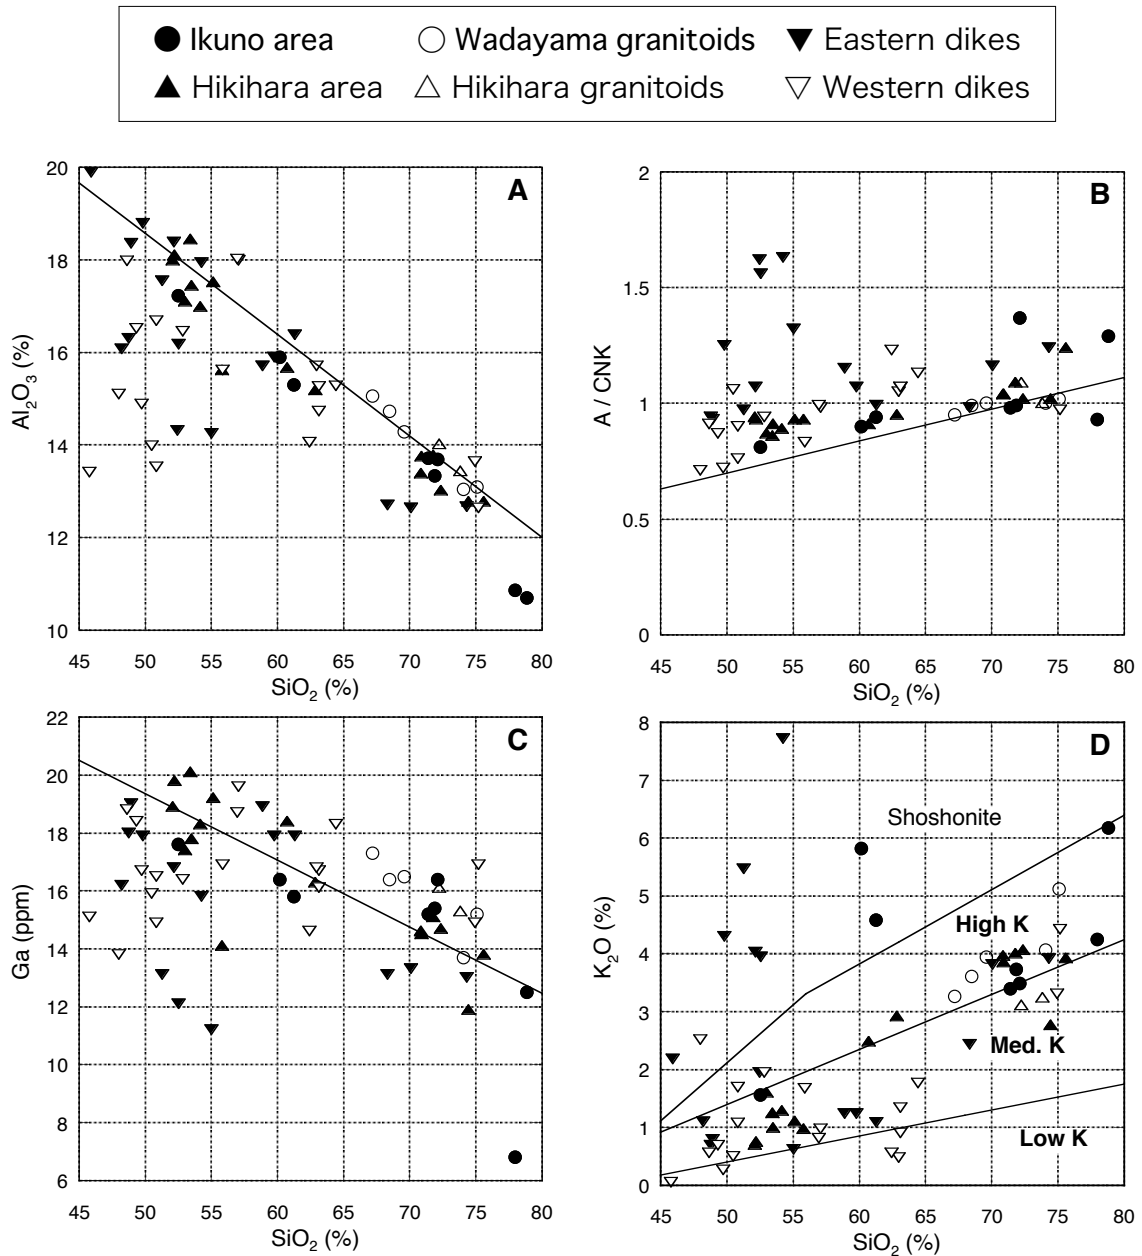 Ikuno area Wadayama granitoids Eastern dikes
Hikihara area Hikihara granitoids Western dikes
A
20
18
16
14
12
10
Al₂O₃ (%)
45 50 55 60 65 70 75 80
SiO₂ (%)
B
2
1.5
1
0.5
0
A / CNK
45 50 55 60 65 70 75 80
SiO₂ (%)
C
22
20
18
16
14
12
10
8
6
Ga (ppm)
45 50 55 60 65 70 75 80
SiO₂ (%)
D
8
7
6
5
4
3
2
1
0
K₂O (%)
Shoshonite
High K
Med. K
Low K
45 50 55 60 65 70 75 80
SiO₂ (%)